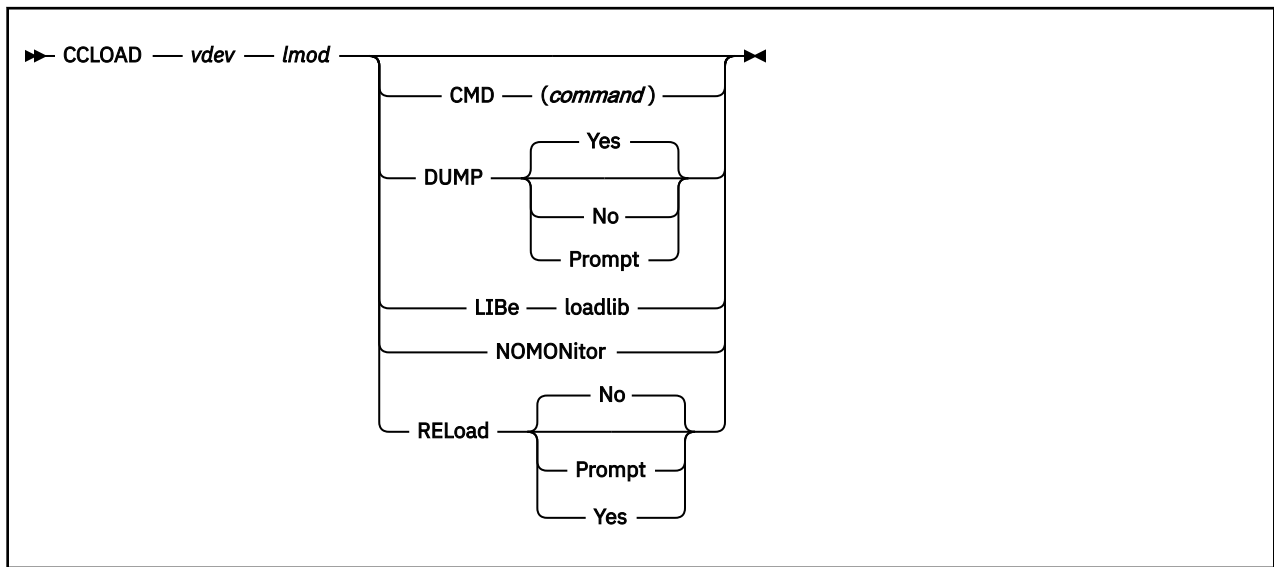 CCLOAD vdev lmod
CMD (command)
Yes
DUMP
No
Prompt
LIBe loadlib
NOMONitor
No
RELoad
Prompt
Yes